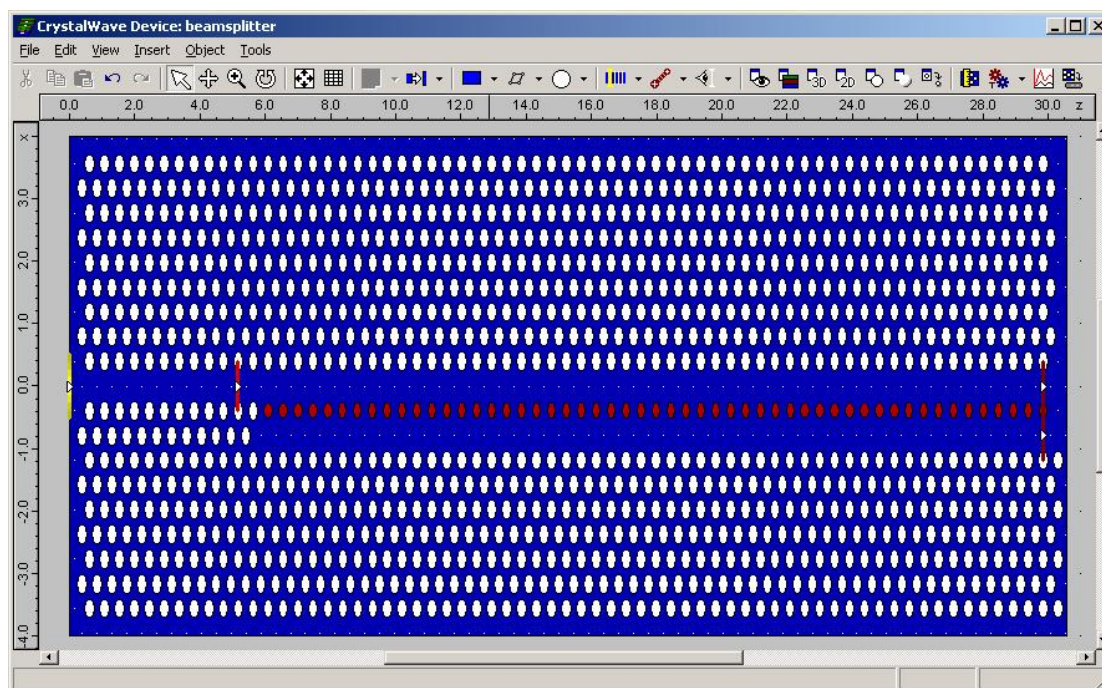 CrystalWave Device: beamsplitter
File Edit View Insert Object Tools
3D 2D
0.0 2.0 4.0 6.0 8.0 10.0 12.0 14.0 16.0 18.0 20.0 22.0 24.0 26.0 28.0 30.0 z
x
3.0
2.0
1.0
0.0
-1.0
-2.0
-3.0
-4.0